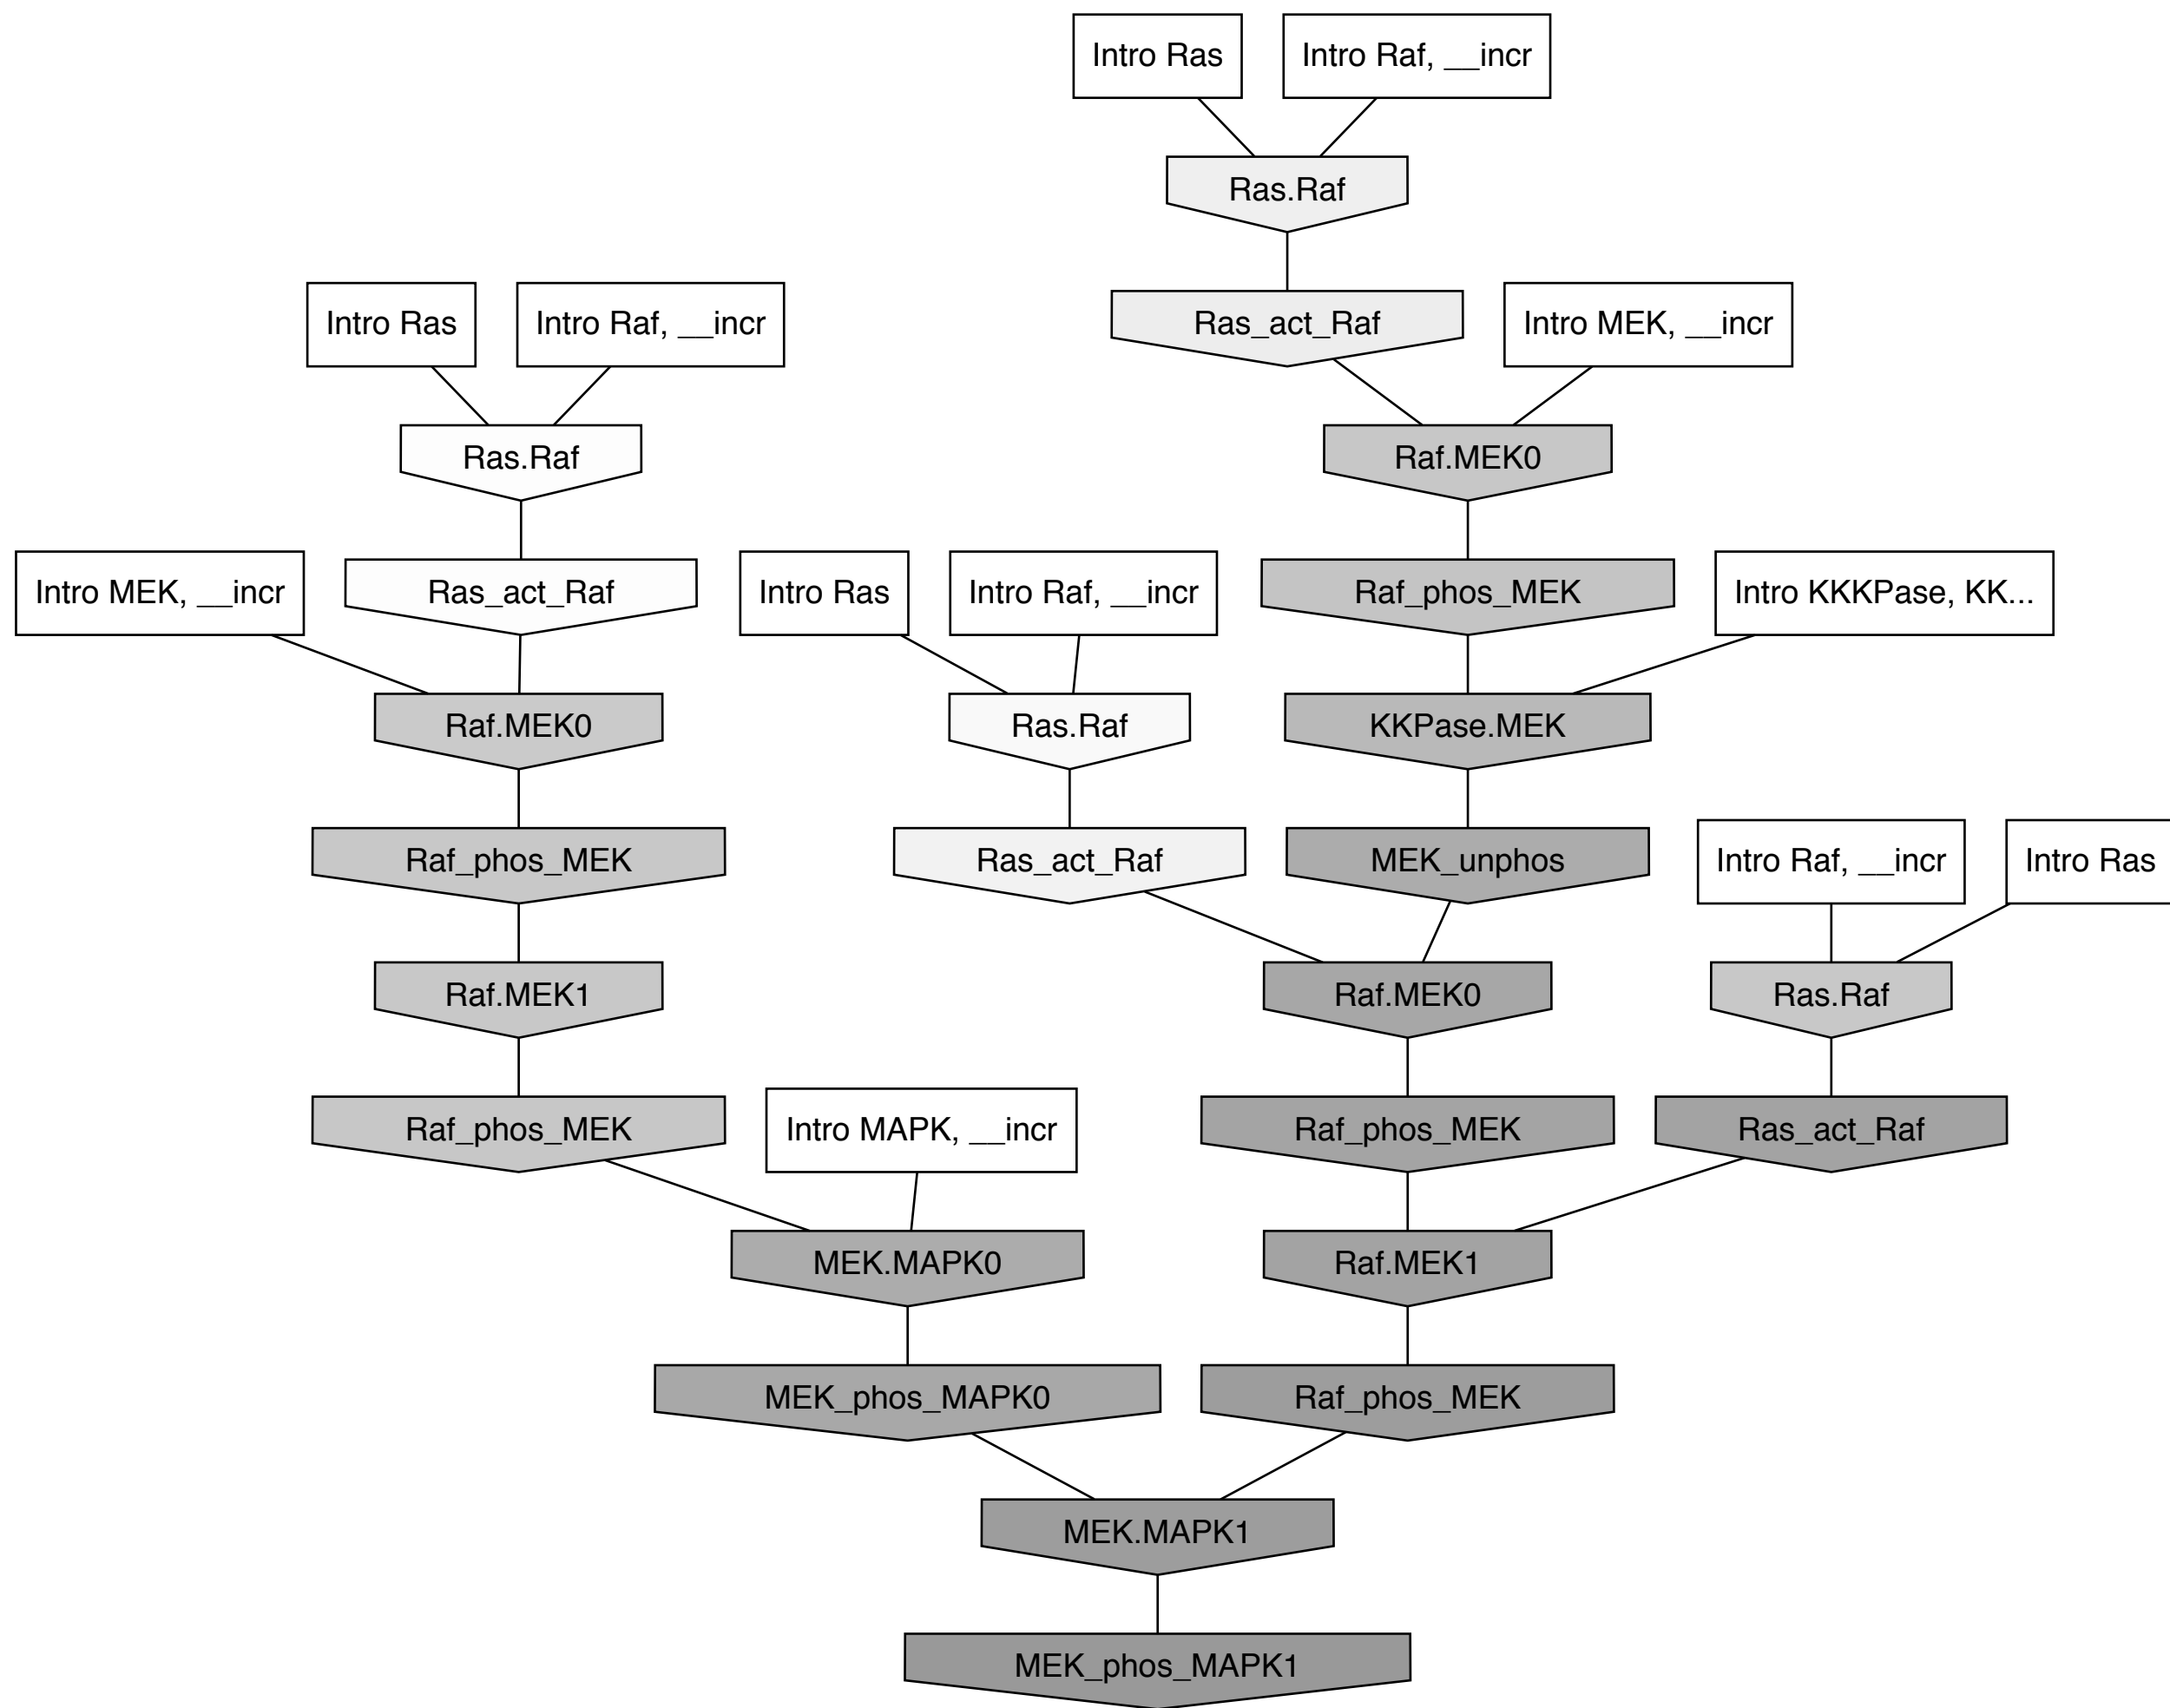 Intro Ras
Intro Raf, __incr
Ras.Raf
Intro Ras
Intro Raf, __incr
Ras_act_Raf
Intro MEK, __incr
Ras.Raf
Raf.MEK0
Intro MEK, __incr
Ras_act_Raf
Intro Ras
Intro Raf, __incr
Raf_phos_MEK
Intro KKKPase, KK...
Raf.MEK0
Ras.Raf
KKPase.MEK
Raf_phos_MEK
Ras_act_Raf
MEK_unphos
Intro Raf, __incr
Intro Ras
Raf.MEK1
Raf.MEK0
Ras.Raf
Raf_phos_MEK
Intro MAPK, __incr
Raf_phos_MEK
Ras_act_Raf
MEK.MAPK0
Raf.MEK1
MEK_phos_MAPK0
Raf_phos_MEK
MEK.MAPK1
MEK_phos_MAPK1